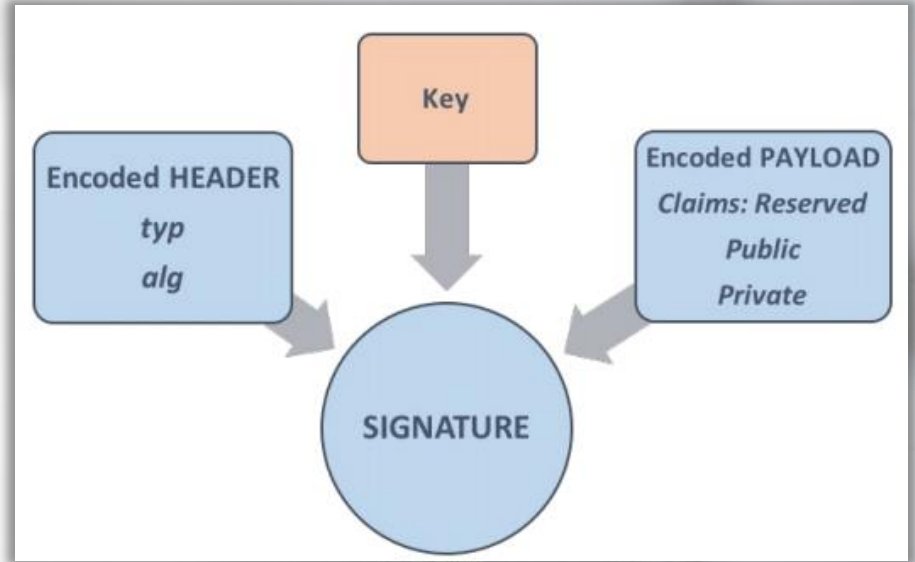 Key
Encoded HEADER
typ
alg
Encoded PAYLOAD
Claims: Reserved
Public
Private
SIGNATURE